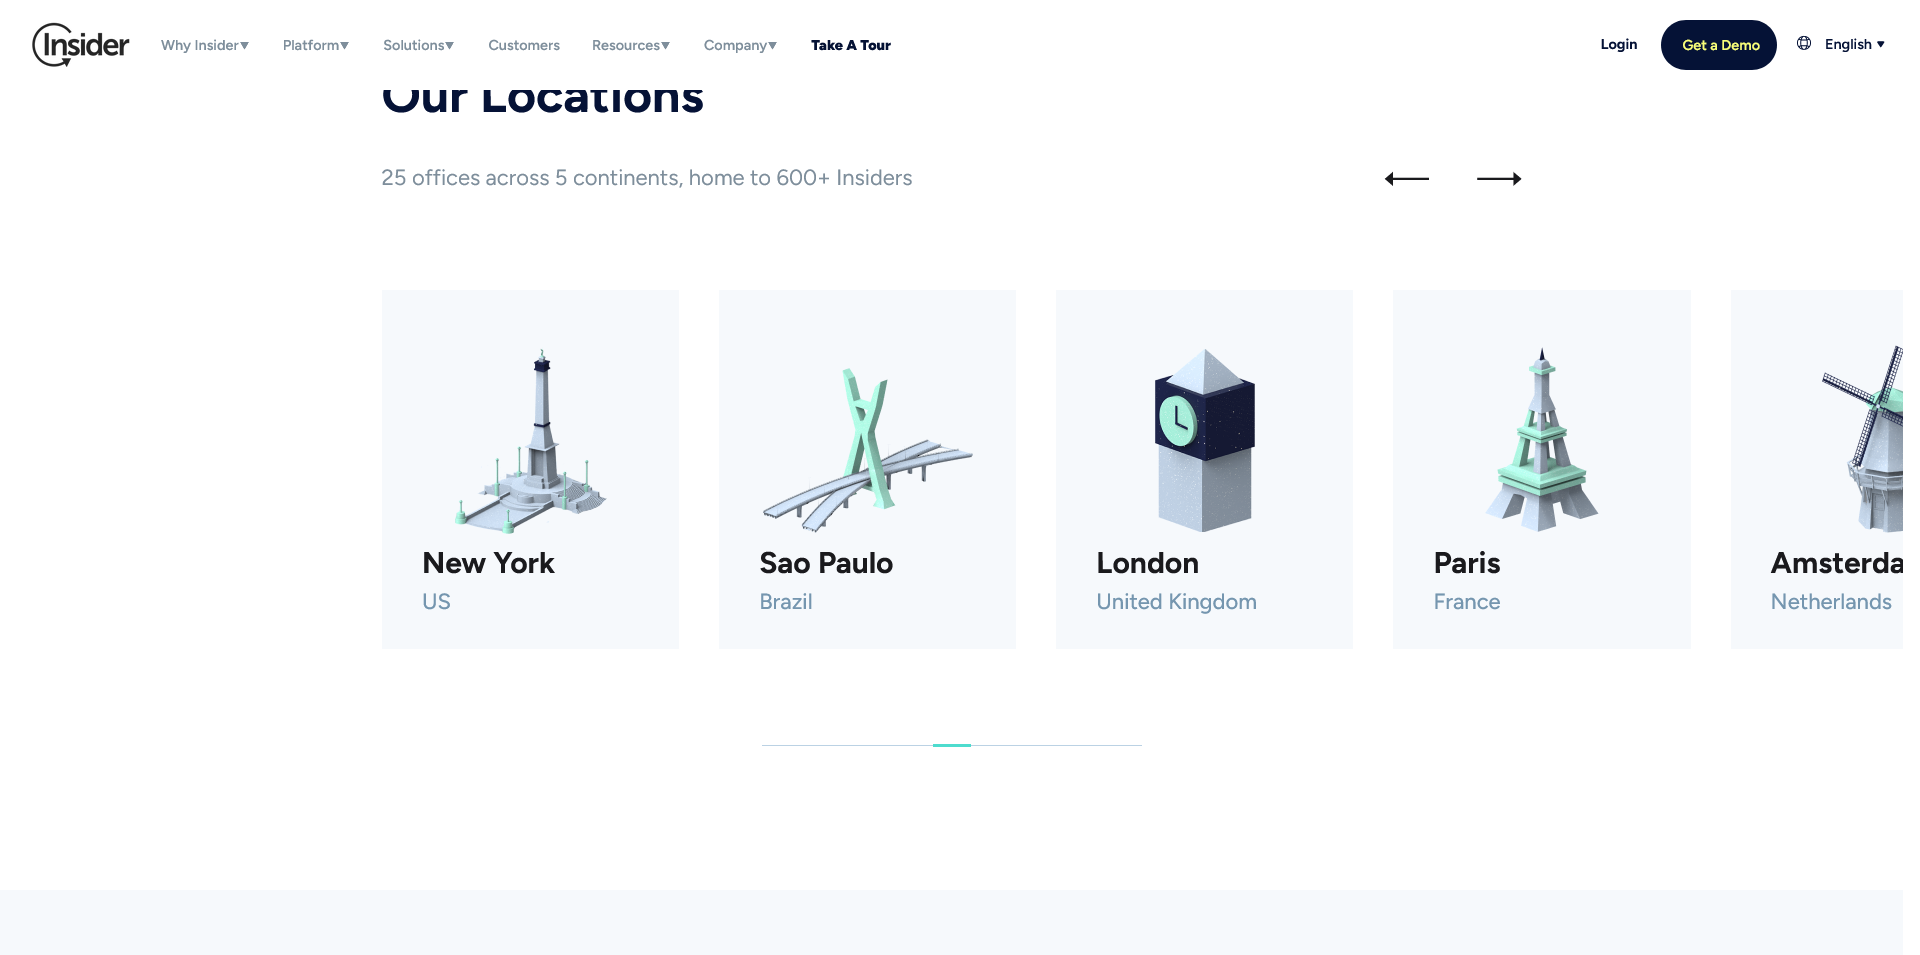 Insider
Why Insider▼ Platform▼ Solutions▼ Customers Resources▼ Company▼ Take A Tour Login Get a Demo English ▼
Our Locations
25 offices across 5 continents, home to 600+ Insiders
New York
US
Sao Paulo
Brazil
London
United Kingdom
Paris
France
Amsterda
Netherlands